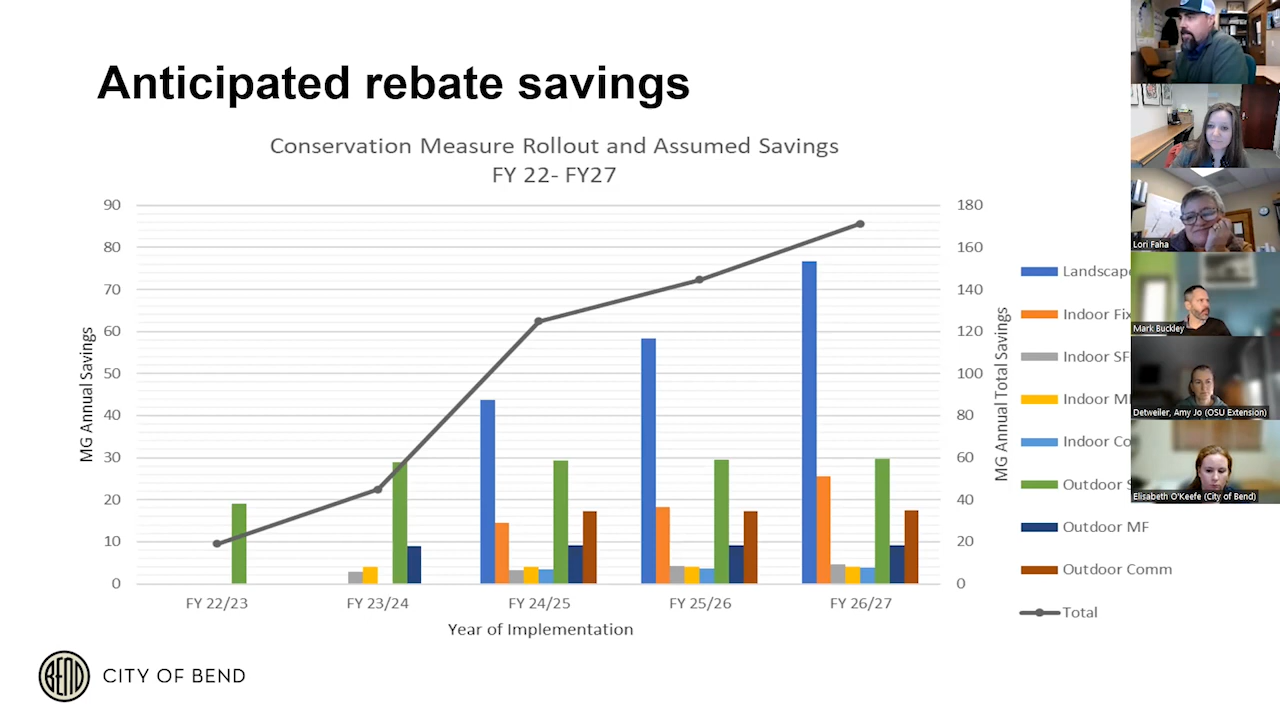 Anticipated rebate savings
Conservation Measure Rollout and Assumed Savings
FY 22- FY27
90
80
70
60
50
40
30
20
10
0
MG Annual Savings
180
160
140
120
100
80
60
40
20
0
MG Annual Total Savings
FY 22/23
FY 23/24
FY 24/25
FY 25/26
FY 26/27
Year of Implementation
Landscape
Indoor Fix
Indoor SF
Indoor M
Indoor Co
Outdoor S
Outdoor MF
Outdoor Comm
Total
BEND
CITY OF BEND
Lori Faha
Mark Buckley
Detweiler, Amy Jo (OSU Extension)
Elisabeth O'Keefe (City of Bend)